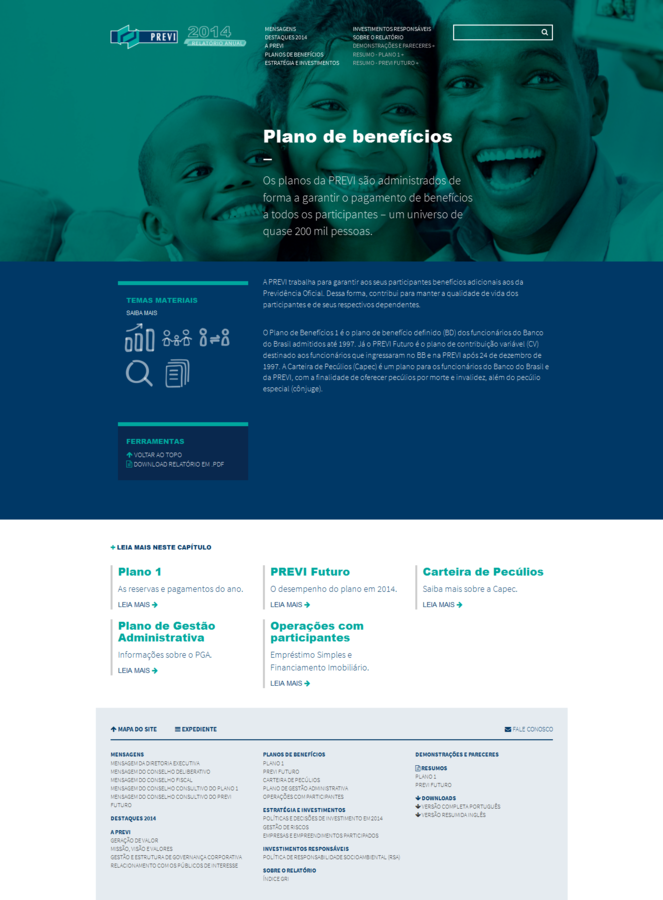 PREVI
2014
RELATÓRIO ANUAL
MENSAGENS
DESTAQUES 2014
A PREVI
PLANOS DE BENEFÍCIOS
ESTRATÉGIA E INVESTIMENTOS
INVESTIMENTOS RESPONSÁVEIS
SOBRE O RELATÓRIO
DEMONSTRAÇÕES E PARECERES +
RESUMO - PLANO 1 +
RESUMO - PREVI FUTURO +
Plano de benefícios
Os planos da PREVI são administrados de
forma a garantir o pagamento de benefícios
a todos os participantes – um universo de
quase 200 mil pessoas.
TEMAS MATERIAIS
SAIBA MAIS
FERRAMENTAS
VOLTAR AO TOPO
DOWNLOAD RELATÓRIO EM .PDF
A PREVI trabalha para garantir aos seus participantes benefícios adicionais aos da
Previdência Oficial. Dessa forma, contribui para manter a qualidade de vida dos
participantes e de seus respectivos dependentes.
O Plano de Benefícios 1 é o plano de benefício definido (BD) dos funcionários do Banco
do Brasil admitidos até 1997. Já o PREVI Futuro é o plano de contribuição variável (CV)
destinado aos funcionários que ingressaram no BB e na PREVI após 24 de dezembro de
1997. A Carteira de Pecúlios (Capec) é um plano para os funcionários do Banco do Brasil e
da PREVI, com a finalidade de oferecer pecúlios por morte e invalidez, além do pecúlio
especial (cônjuge).
+ LEIA MAIS NESTE CAPÍTULO
Plano 1
As reservas e pagamentos do ano.
LEIA MAIS
PREVI Futuro
O desempenho do plano em 2014.
LEIA MAIS
Carteira de Pecúlios
Saiba mais sobre a Capec.
LEIA MAIS
Plano de Gestão
Administrativa
Informações sobre o PGA.
LEIA MAIS
Operações com
participantes
Empréstimo Simples e
Financiamento Imobiliário.
LEIA MAIS
MAPA DO SITE
EXPEDIENTE
FALE CONOSCO
MENSAGENS
MENSAGEM DA DIRETORIA EXECUTIVA
MENSAGEM DO CONSELHO DELIBERATIVO
MENSAGEM DO CONSELHO FISCAL
MENSAGEM DO CONSELHO CONSULTIVO DO PLANO 1
MENSAGEM DO CONSELHO CONSULTIVO DO PREVI
FUTURO
DESTAQUES 2014
A PREVI
GERAÇÃO DE VALOR
MISSÃO, VISÃO E VALORES
GESTÃO E ESTRUTURA DE GOVERNANÇA CORPORATIVA
RELACIONAMENTO COM OS PÚBLICOS DE INTERESSE
PLANOS DE BENEFÍCIOS
PLANO 1
PREVI FUTURO
CARTEIRA DE PECÚLIOS
PLANO DE GESTÃO ADMINISTRATIVA
OPERAÇÕES COM PARTICIPANTES
ESTRATÉGIA E INVESTIMENTOS
POLÍTICAS E DECISÕES DE INVESTIMENTO EM 2014
GESTÃO DE RISCOS
EMPRESAS E EMPREENDIMENTOS PARTICIPADOS
INVESTIMENTOS RESPONSÁVEIS
POLÍTICA DE RESPONSABILIDADE SOCIOAMBIENTAL (RSA)
SOBRE O RELATÓRIO
ÍNDICE GRI
DEMONSTRAÇÕES E PARECERES
RESUMOS
PLANO 1
PREVI FUTURO
DOWNLOADS
VERSÃO COMPLETA PORTUGUÊS
VERSÃO RESUMIDA INGLÊS